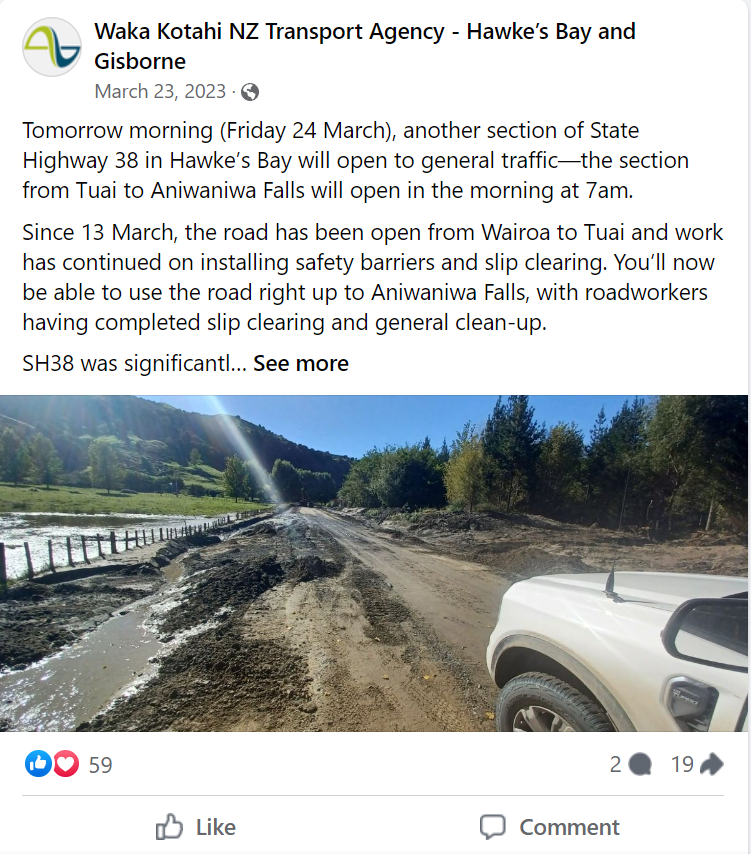 Waka Kotahi NZ Transport Agency - Hawke’s Bay and
Gisborne
March 23, 2023 ·
Tomorrow morning (Friday 24 March), another section of State
Highway 38 in Hawke’s Bay will open to general traffic—the section
from Tuai to Aniwaniwa Falls will open in the morning at 7am.
Since 13 March, the road has been open from Wairoa to Tuai and work
has continued on installing safety barriers and slip clearing. You’ll now
be able to use the road right up to Aniwaniwa Falls, with roadworkers
having completed slip clearing and general clean-up.
SH38 was significantl... See more
59
2 19
Like Comment